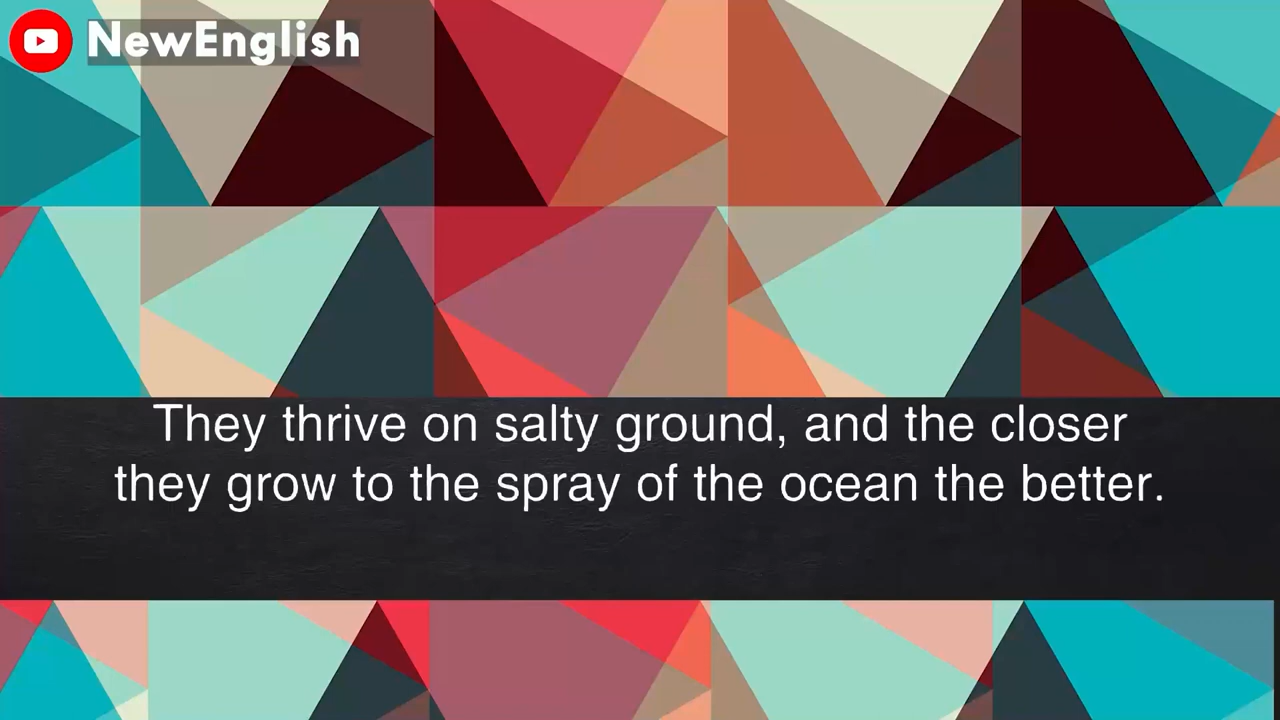 NewEnglish
They thrive on salty ground, and the closer
they grow to the spray of the ocean the better.